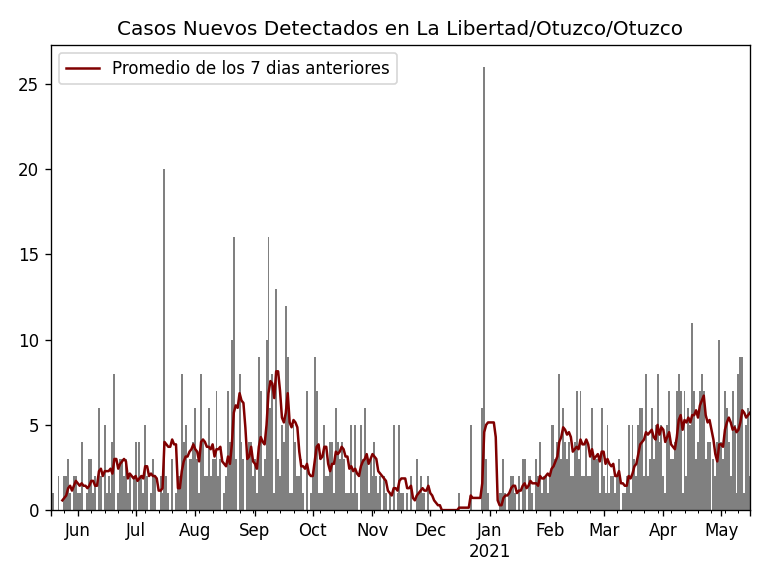 Casos Nuevos Detectados en La Libertad/Otuzco/Otuzco
Promedio de los 7 dias anteriores
25
20
15
10
5
0
Jun Jul Aug Sep Oct Nov Dec Jan Feb Mar Apr May
2021